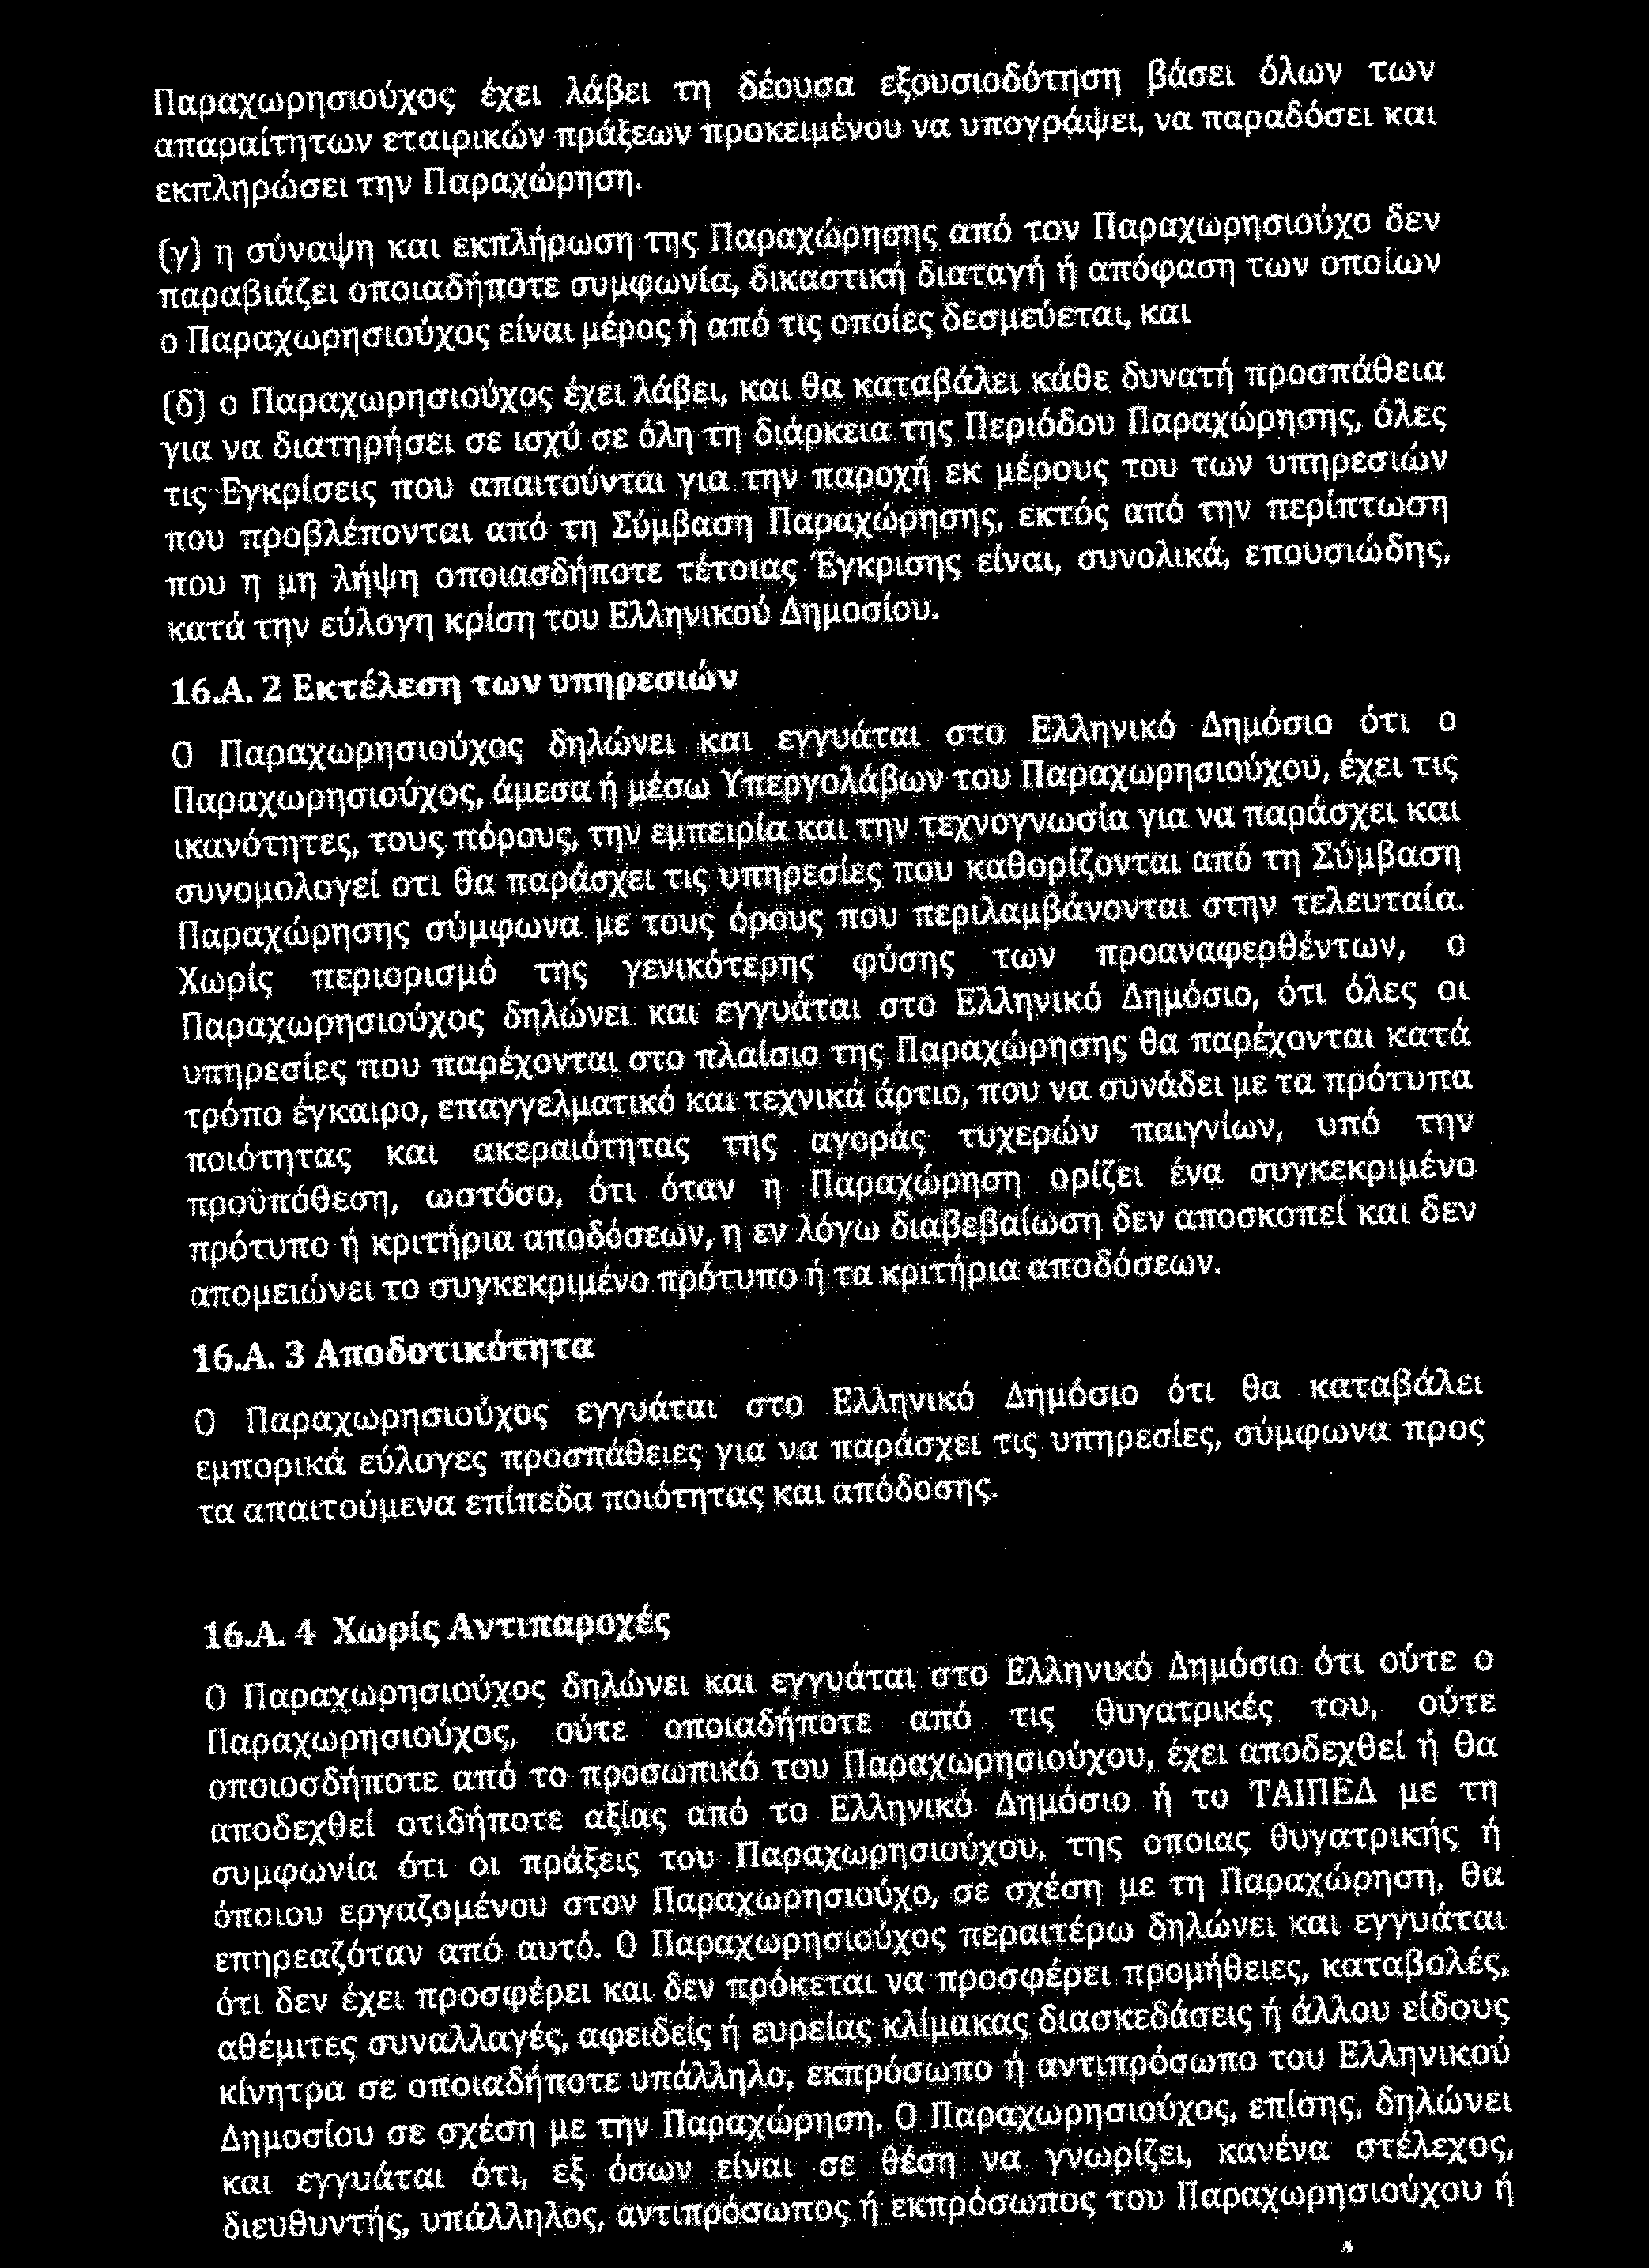 Παραχωρησιούχος έχει λάβει τη δέουσα εξουσιοδότηση βάσει όλων των
απαραίτητων εταιρικών πράξεων προκειμένου να υπογράψει, να παραδόσει και
εκπληρώσει την Παραχώρηση.
(γ) η σύναψη και εκπλήρωση της Παραχώρησης από τον Παραχωρησιούχο δεν
παραβιάζει οποιαδήποτε συμφωνία, δικαστική διαταγή ή απόφαση των οποίων
ο Παραχωρησιούχος είναι μέρος ή από τις οποίες δεσμεύεται, και
(δ) ο Παραχωρησιούχος έχει λάβει, και θα καταβάλει κάθε δυνατή προσπάθεια
για να διατηρήσει σε ισχύ σε όλη τη διάρκεια της Περιόδου Παραχώρησης, όλες
τις Εγκρίσεις που απαιτούνται για την παροχή εκ μέρους του των υπηρεσιών
που προβλέπονται από τη Σύμβαση Παραχώρησης, εκτός από την περίπτωση
που η μη λήψη οποιασδήποτε τέτοιας Έγκρισης είναι, συνολικά, επουσιώδης,
κατά την εύλογη κρίση του Ελληνικού Δημοσίου.
16.Α. 2 Εκτέλεση των υπηρεσιών
Ο Παραχωρησιούχος δηλώνει και εγγυάται στο Ελληνικό Δημόσιο ότι ο
Παραχωρησιούχος, άμεσα ή μέσω Υπεργολάβων του Παραχωρησιούχου, έχει τις
ικανότητες, τους πόρους, την εμπειρία και την τεχνογνωσία για να παράσχει και
συνομολογεί οτι θα παράσχει τις υπηρεσίες που καθορίζονται από τη Σύμβαση
Παραχώρησης σύμφωνα με τους όρους που περιλαμβάνονται στην τελευταία.
Χωρίς περιορισμό της γενικότερης φύσης των προαναφερθέντων, ο
Παραχωρησιούχος δηλώνει και εγγυάται στο Ελληνικό Δημόσιο, ότι όλες οι
υπηρεσίες που παρέχονται στο πλαίσιο της Παραχώρησης θα παρέχονται κατά
τρόπο έγκαιρο, επαγγελματικό και τεχνικά άρτιο, που να συνάδει με τα πρότυπα
ποιότητας και ακεραιότητας της αγοράς τυχερών παιγνίων, υπό την
προϋπόθεση, ωστόσο, ότι όταν η Παραχώρηση ορίζει ένα συγκεκριμένο
πρότυπο ή κριτήρια αποδόσεων, η εν λόγω διαβεβαίωση δεν αποσκοπεί και δεν
απομειώνει το συγκεκριμένο πρότυπο ή τα κριτήρια αποδόσεων.
16.Α. 3 Αποδοτικότητα
Ο Παραχωρησιούχος εγγυάται στο Ελληνικό Δημόσιο ότι θα καταβάλει
εμπορικά εύλογες προσπάθειες για να παράσχει τις υπηρεσίες, σύμφωνα προς
τα απαιτούμενα επίπεδα ποιότητας και απόδοσης.
16.Α. 4 Χωρίς Αντιπαροχές
Ο Παραχωρησιούχος δηλώνει και εγγυάται στο Ελληνικό Δημόσιο ότι ούτε ο
Παραχωρησιούχος, ούτε οποιαδήποτε από τις θυγατρικές του, ούτε
οποιοσδήποτε από το προσωπικό του Παραχωρησιούχου, έχει αποδεχθεί ή θα
αποδεχθεί οτιδήποτε αξίας από το Ελληνικό Δημόσιο ή το ΤΑΙΠΕΔ με τη
συμφωνία ότι οι πράξεις του Παραχωρησιούχου, της οποιας θυγατρικής ή
όποιου εργαζομένου στον Παραχωρησιούχο, σε σχέση με τη Παραχώρηση, θα
επηρεαζόταν από αυτό. Ο Παραχωρησιούχος περαιτέρω δηλώνει και εγγυάται
ότι δεν έχει προσφέρει και δεν πρόκεται να προσφέρει προμήθειες, καταβολές,
αθέμιτες συναλλαγές, αφειδείς ή ευρείας κλίμακας διασκεδάσεις ή άλλου είδους
κίνητρα σε οποιαδήποτε υπάλληλο, εκπρόσωπο ή αντιπρόσωπο του Ελληνικού
Δημοσίου σε σχέση με την Παραχώρηση. Ο Παραχωρησιούχος, επίσης, δηλώνει
και εγγυάται ότι, εξ όσων είναι σε θέση να γνωρίζει, κανένα στέλεχος,
διευθυντής, υπάλληλος, αντιπρόσωπος ή εκπρόσωπος του Παραχωρησιούχου ή